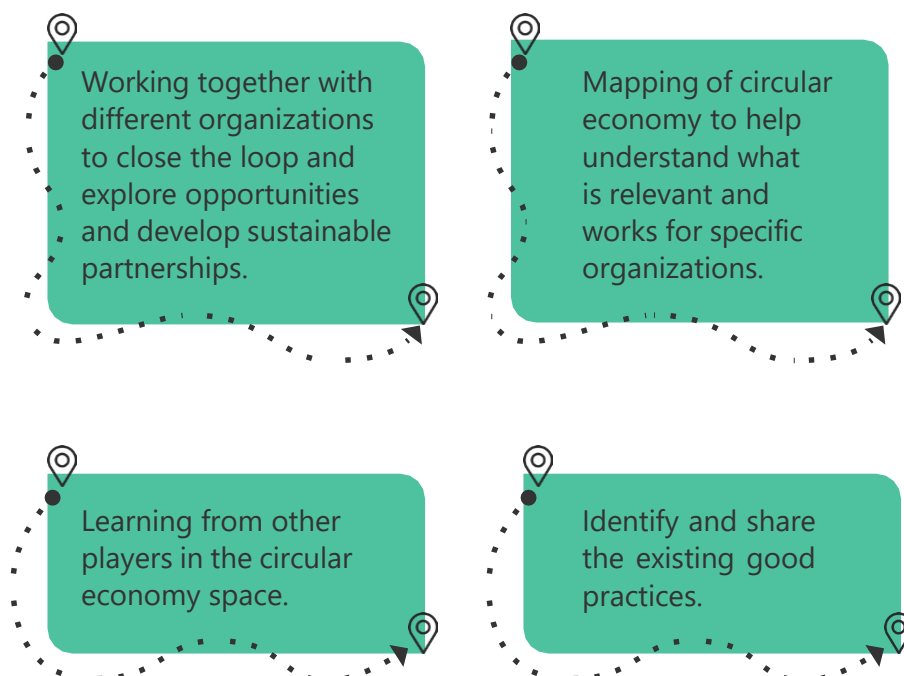 Working together with
different organizations
to close the loop and
explore opportunities
and develop sustainable
partnerships.
Mapping of circular
economy to help
understand what
is relevant and
works for specific
organizations.
Learning from other
players in the circular
economy space.
Identify and share
the existing good
practices.